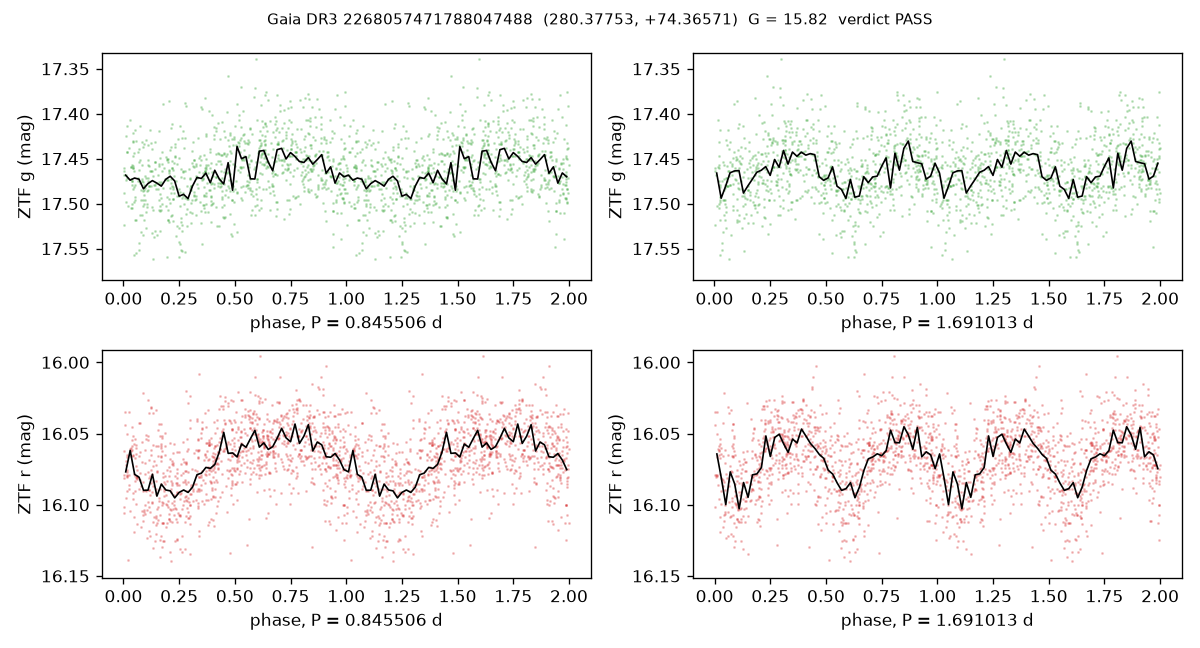 Gaia DR3 2268057471788047488  (280.37753, +74.36571)  G = 15.82  verdict PASS
ZTF g (mag)
17.35
17.40
17.45
17.50
17.55
0.00 0.25 0.50 0.75 1.00 1.25 1.50 1.75 2.00
phase, P = 0.845506 d
ZTF g (mag)
17.35
17.40
17.45
17.50
17.55
0.00 0.25 0.50 0.75 1.00 1.25 1.50 1.75 2.00
phase, P = 1.691013 d
ZTF r (mag)
16.00
16.05
16.10
16.15
0.00 0.25 0.50 0.75 1.00 1.25 1.50 1.75 2.00
phase, P = 0.845506 d
ZTF r (mag)
16.00
16.05
16.10
16.15
0.00 0.25 0.50 0.75 1.00 1.25 1.50 1.75 2.00
phase, P = 1.691013 d